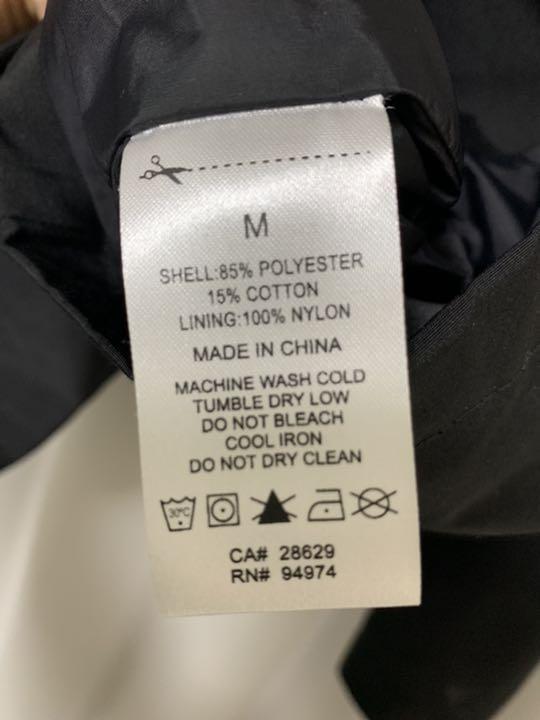 M
SHELL:85% POLYESTER
15% COTTON
LINING:100% NYLON
MADE IN CHINA
MACHINE WASH COLD
TUMBLE DRY LOW
DO NOT BLEACH
COOL IRON
DO NOT DRY CLEAN
30°C
CA# 28629
RN# 94974